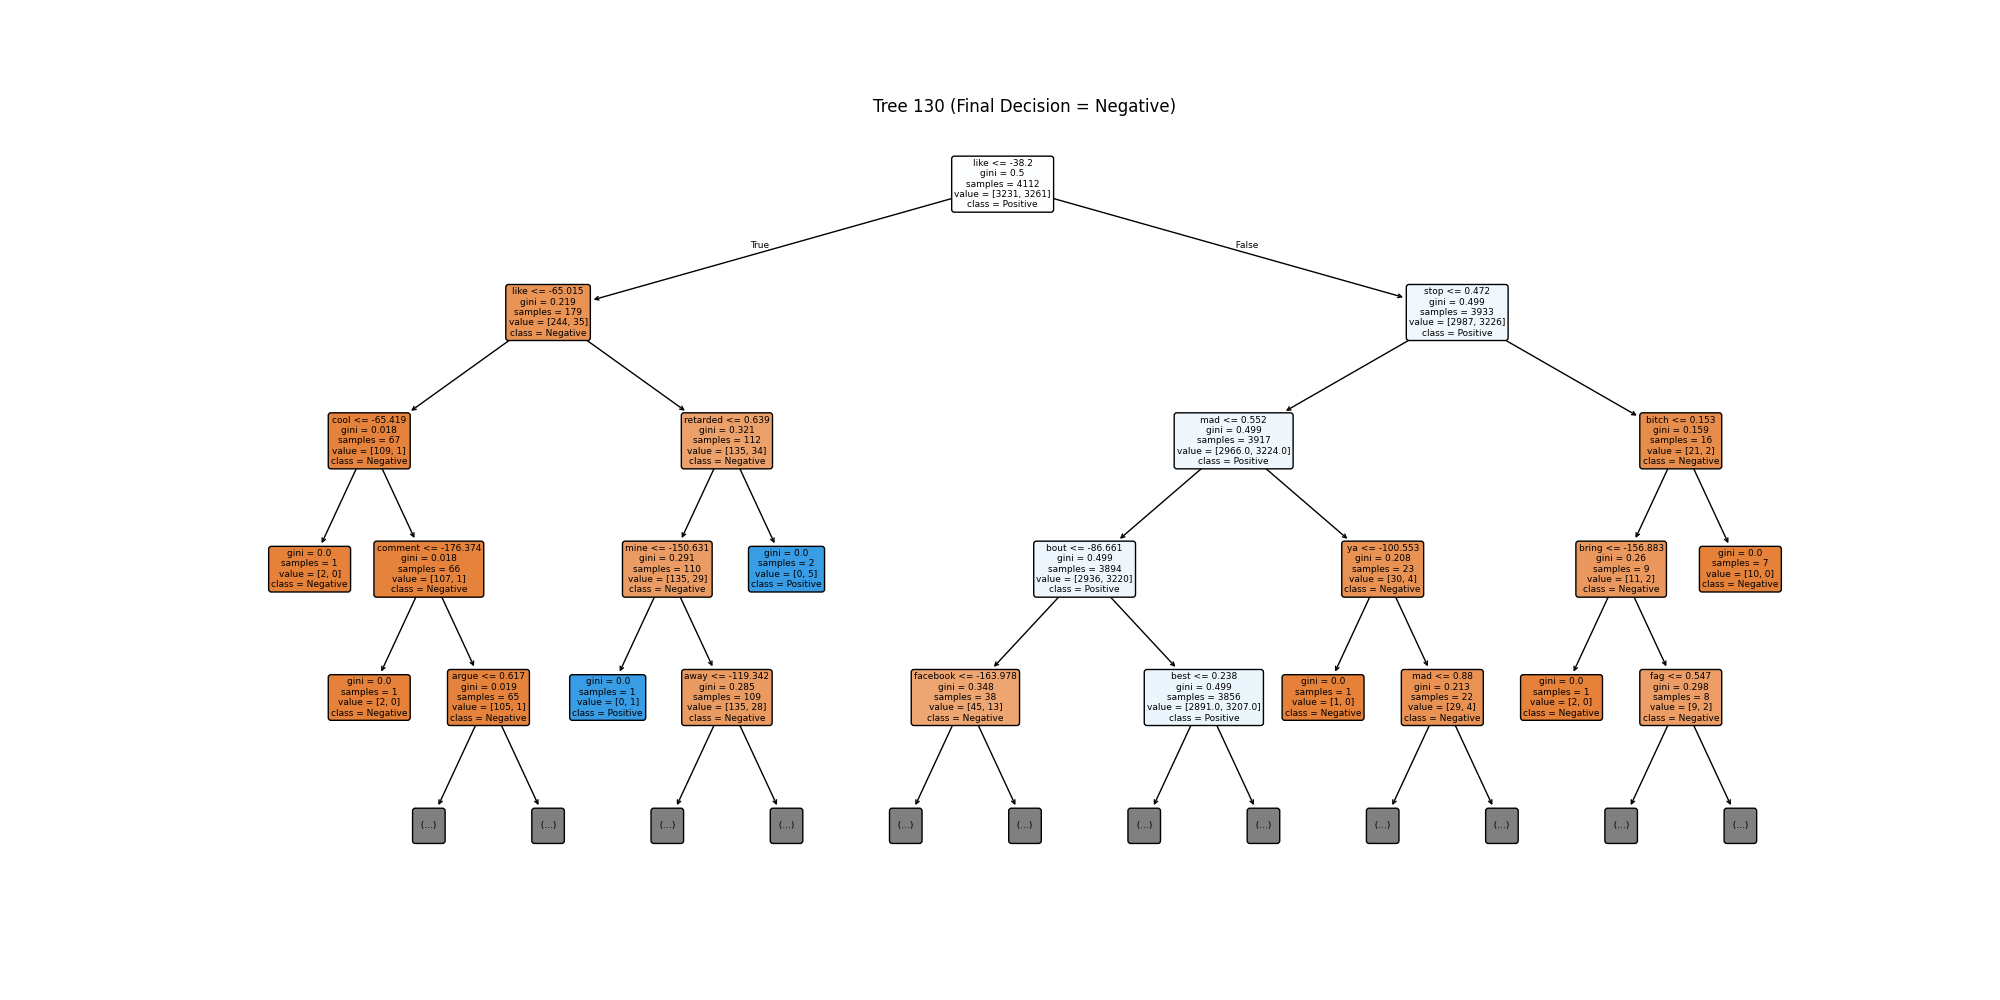 Tree 130 (Final Decision = Negative)
like <= -38.2
gini = 0.5
samples = 4112
value = [3231, 3261]
class = Positive
True
False
like <= -65.015
gini = 0.219
samples = 179
value = [244, 35]
class = Negative
stop <= 0.472
gini = 0.499
samples = 3933
value = [2987, 3226]
class = Positive
cool <= -65.419
gini = 0.018
samples = 67
value = [109, 1]
class = Negative
retarded <= 0.639
gini = 0.321
samples = 112
value = [135, 34]
class = Negative
mad <= 0.552
gini = 0.499
samples = 3917
value = [2966.0, 3224.0]
class = Positive
bitch <= 0.153
gini = 0.159
samples = 16
value = [21, 2]
class = Negative
gini = 0.0
samples = 1
value = [2, 0]
class = Negative
comment <= -176.374
gini = 0.018
samples = 66
value = [107, 1]
class = Negative
mine <= -150.631
gini = 0.291
samples = 110
value = [135, 29]
class = Negative
gini = 0.0
samples = 2
value = [0, 5]
class = Positive
bout <= -86.661
gini = 0.499
samples = 3894
value = [2936, 3220]
class = Positive
ya <= -100.553
gini = 0.208
samples = 23
value = [30, 4]
class = Negative
bring <= -156.883
gini = 0.26
samples = 9
value = [11, 2]
class = Negative
gini = 0.0
samples = 7
value = [10, 0]
class = Negative
gini = 0.0
samples = 1
value = [2, 0]
class = Negative
argue <= 0.617
gini = 0.019
samples = 65
value = [105, 1]
class = Negative
gini = 0.0
samples = 1
value = [0, 1]
class = Positive
away <= -119.342
gini = 0.285
samples = 109
value = [135, 28]
class = Negative
facebook <= -163.978
gini = 0.348
samples = 38
value = [45, 13]
class = Negative
best <= 0.238
gini = 0.499
samples = 3856
value = [2891.0, 3207.0]
class = Positive
gini = 0.0
samples = 1
value = [1, 0]
class = Negative
mad <= 0.88
gini = 0.213
samples = 22
value = [29, 4]
class = Negative
gini = 0.0
samples = 1
value = [2, 0]
class = Negative
fag <= 0.547
gini = 0.298
samples = 8
value = [9, 2]
class = Negative
(...)
(...)
(...)
(...)
(...)
(...)
(...)
(...)
(...)
(...)
(...)
(...)